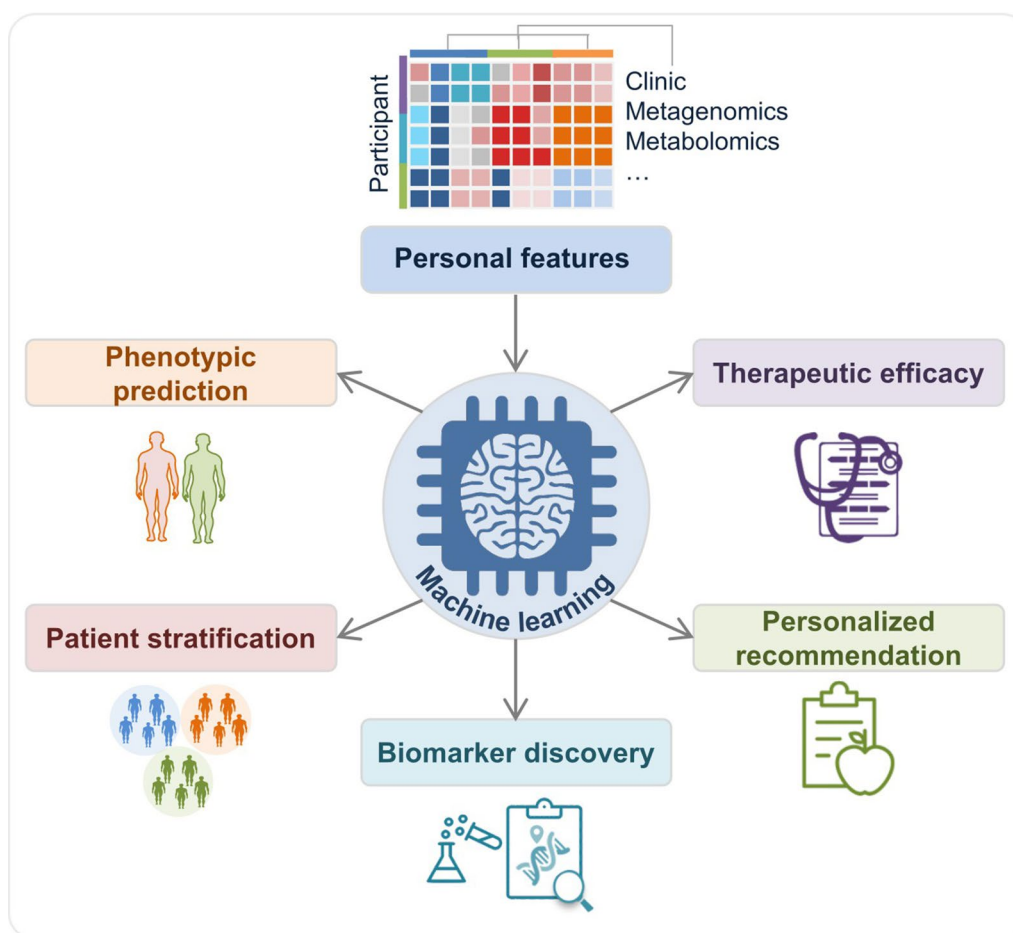 Participant
Clinic
Metagenomics
Metabolomics
...
Personal features
Phenotypic
prediction
Therapeutic efficacy
Machine learning
Patient stratification
Personalized
recommendation
Biomarker discovery